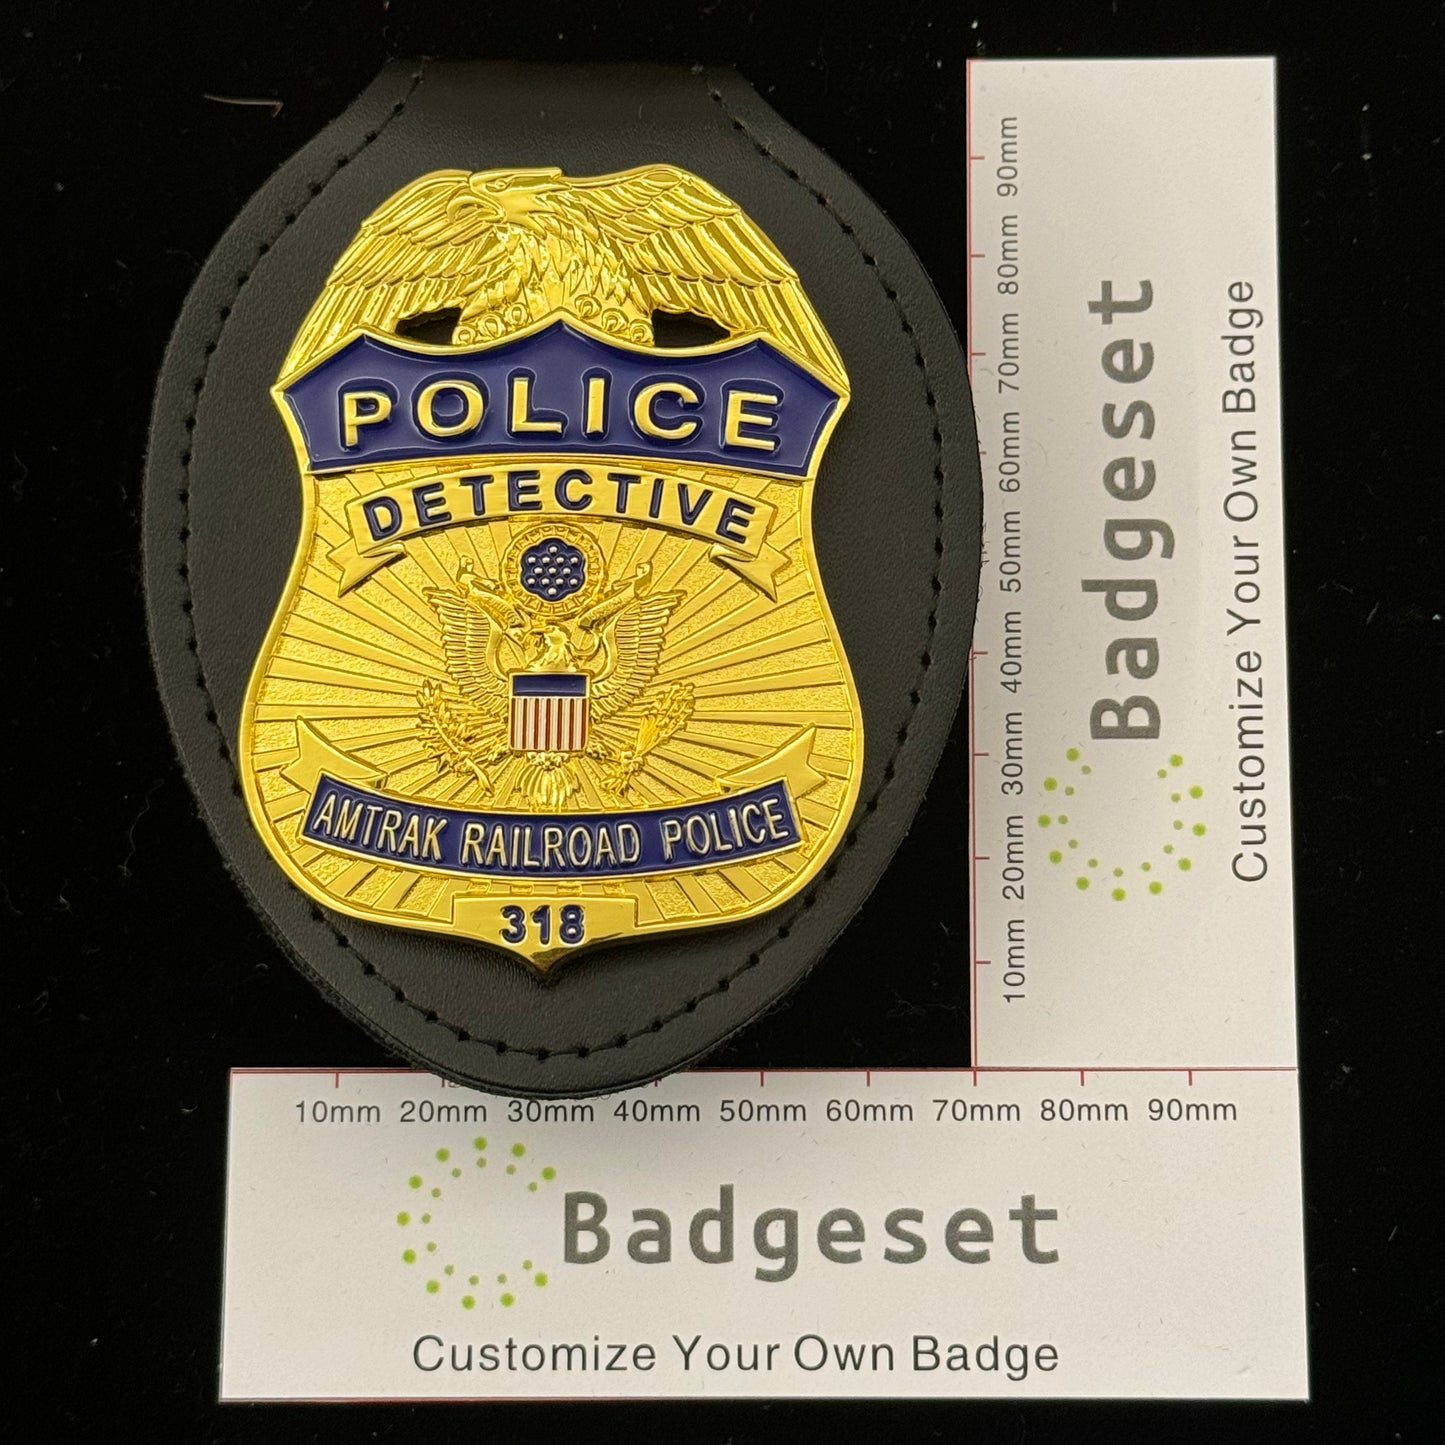 POLICE
DETECTIVE
AMTRAK RAILROAD POLICE
318
90mm
80mm
70mm
60mm
50mm
40mm
30mm
20mm
10mm
Badgeset
Customize Your Own Badge
10mm 20mm 30mm 40mm 50mm 60mm 70mm 80mm 90mm
Badgeset
Customize Your Own Badge